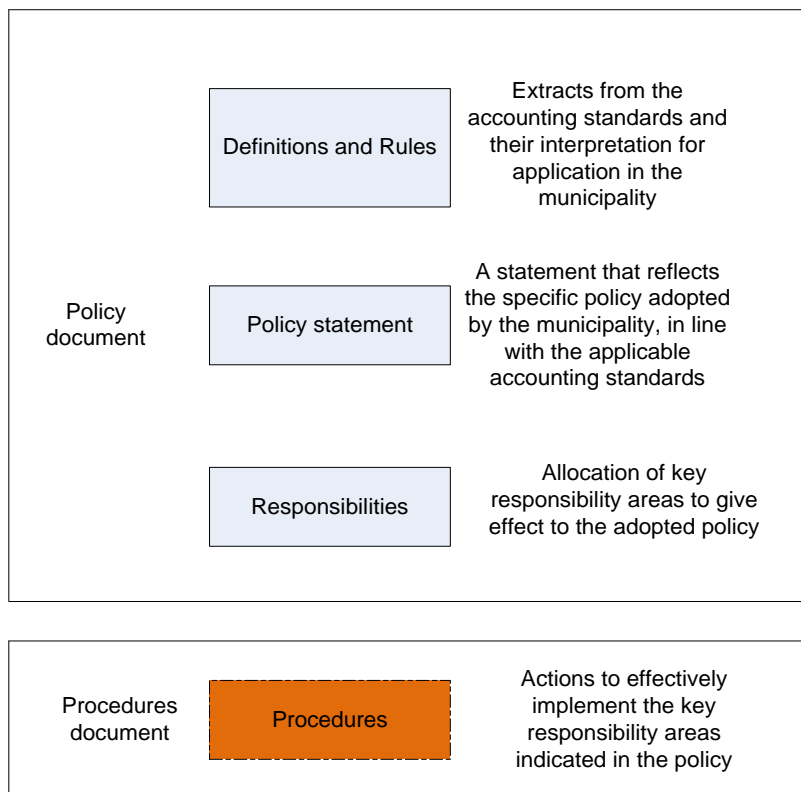 Definitions and Rules
Extracts from the
accounting standards and
their interpretation for
application in the
municipality
Policy
document
Policy statement
A statement that reflects
the specific policy adopted
by the municipality, in line
with the applicable
accounting standards
Responsibilities
Allocation of key
responsibility areas to give
effect to the adopted policy
Procedures
document
Procedures
Actions to effectively
implement the key
responsibility areas
indicated in the policy